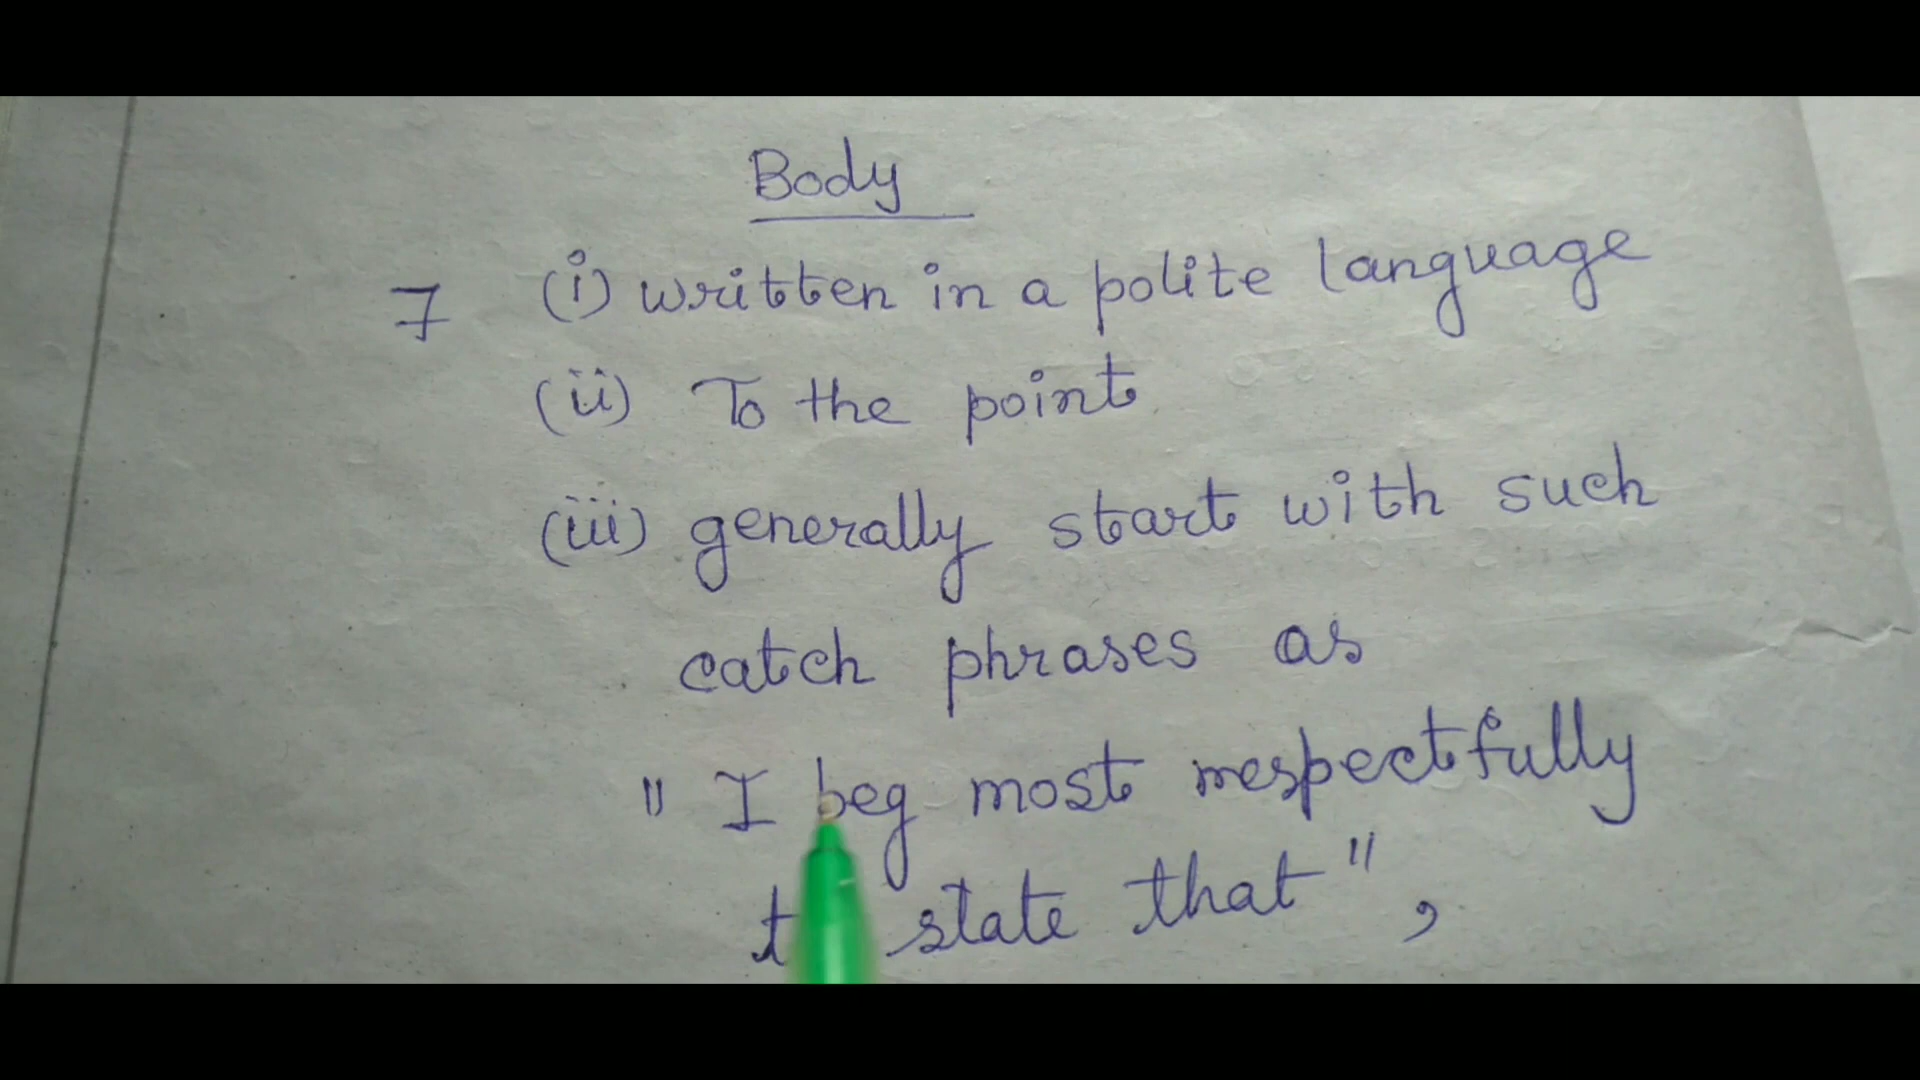 Body
7 (i) written in a polite language
(ii) To the point
(iii) generally start with such
catch phrases as
" I beg most respectfully
state that ",